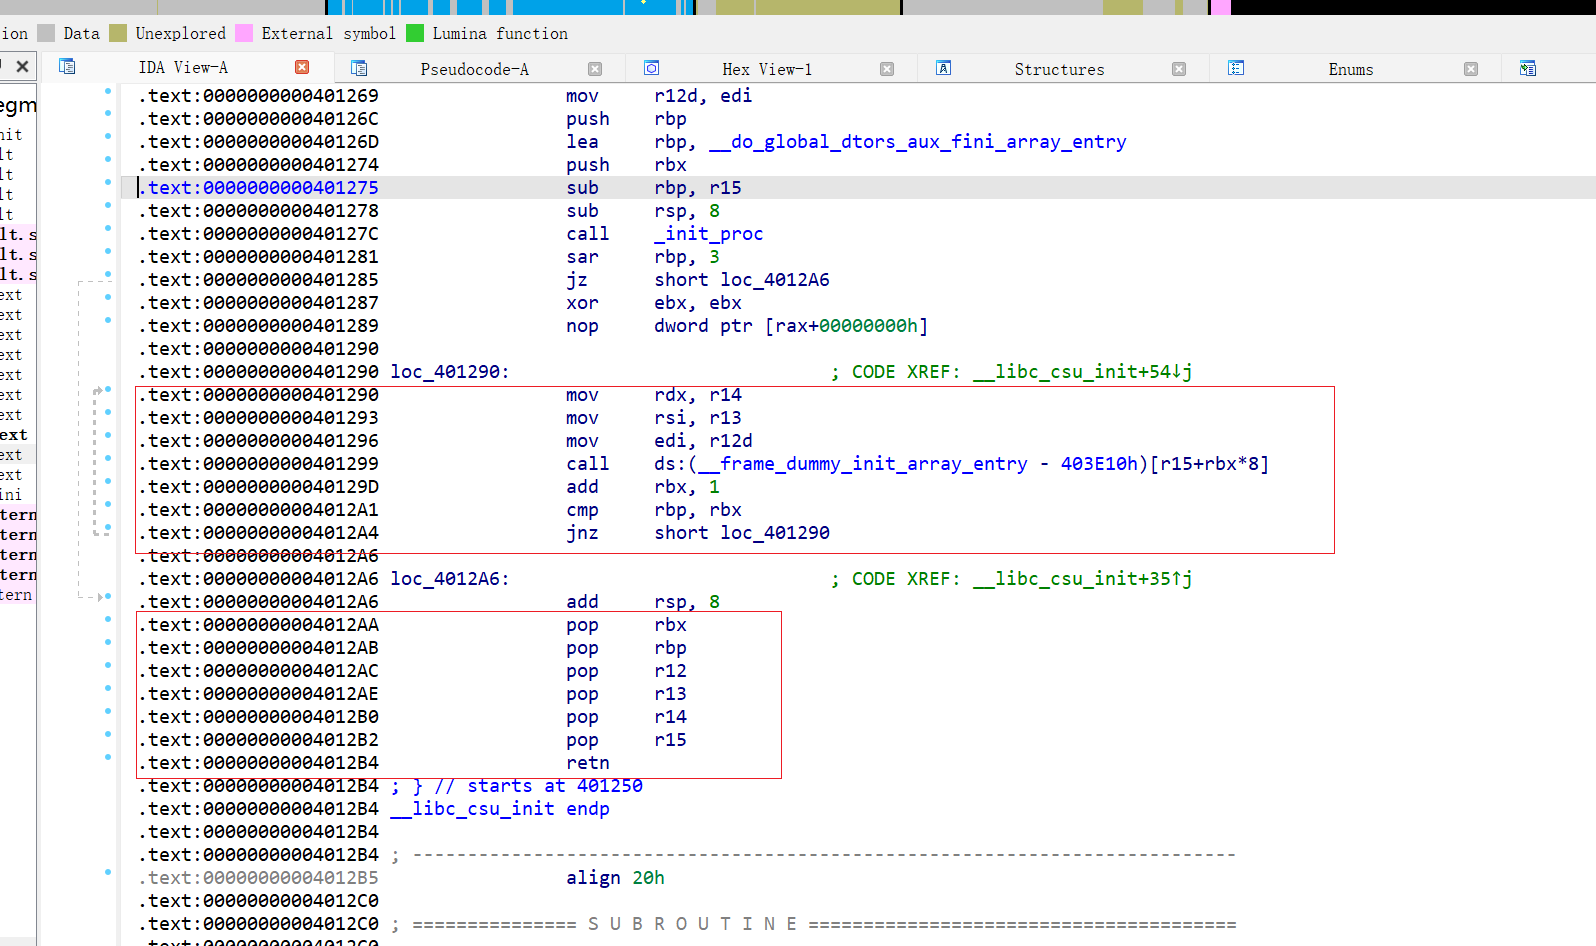 ion Data Unexplored External symbol Lumina function
IDA View-A Pseudocode-A Hex View-1 Structures Enums
.text:0000000000401269 mov r12d, edi
.text:000000000040126C push rbp
.text:000000000040126D lea rbp, __do_global_dtors_aux_fini_array_entry
.text:0000000000401274 push rbx
.text:0000000000401275 sub rbp, r15
.text:0000000000401278 sub rsp, 8
.text:000000000040127C call _init_proc
.text:0000000000401281 sar rbp, 3
.text:0000000000401285 jz short loc_4012A6
.text:0000000000401287 xor ebx, ebx
.text:0000000000401289 nop dword ptr [rax+00000000h]
.text:0000000000401290
.text:0000000000401290 loc_401290: ; CODE XREF: __libc_csu_init+54↓j
.text:0000000000401290 mov rdx, r14
.text:0000000000401293 mov rsi, r13
.text:0000000000401296 mov edi, r12d
.text:0000000000401299 call ds:(__frame_dummy_init_array_entry - 403E10h)[r15+rbx*8]
.text:000000000040129D add rbx, 1
.text:00000000004012A1 cmp rbp, rbx
.text:00000000004012A4 jnz short loc_401290
.text:00000000004012A6
.text:00000000004012A6 loc_4012A6: ; CODE XREF: __libc_csu_init+35↑j
.text:00000000004012A6 add rsp, 8
.text:00000000004012AA pop rbx
.text:00000000004012AB pop rbp
.text:00000000004012AC pop r12
.text:00000000004012AE pop r13
.text:00000000004012B0 pop r14
.text:00000000004012B2 pop r15
.text:00000000004012B4 retn
.text:00000000004012B4 ; } // starts at 401250
.text:00000000004012B4 __libc_csu_init endp
.text:00000000004012B4
.text:00000000004012B4 ; ---------------------------------------------------------------------------
.text:00000000004012B5 align 20h
.text:00000000004012C0
.text:00000000004012C0 ; =============== S U B R O U T I N E =======================================
.text:00000000004012C0
egm
nit
lt
lt
lt
lt
lt.s
lt.s
lt.s
ext
ext
ext
ext
ext
ext
ext
ext
ext
ext
ini
tern
tern
tern
tern
tern